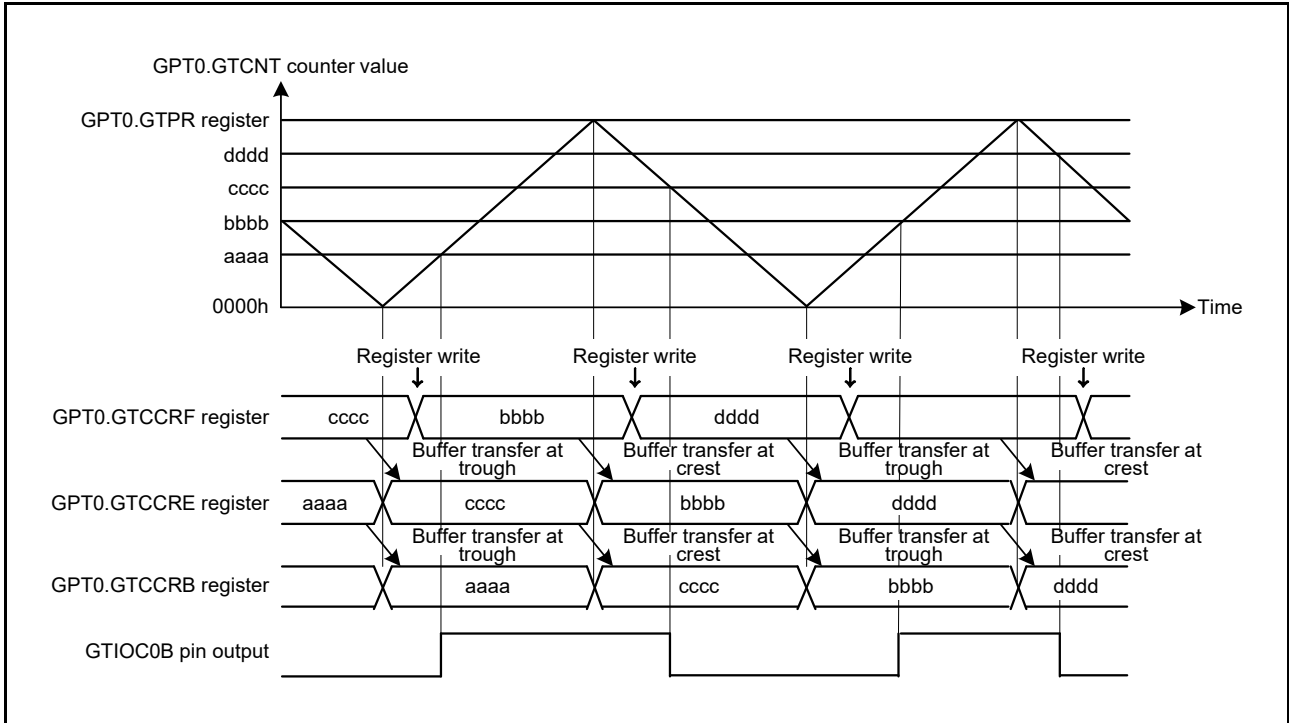 GPT0.GTCNT counter value
GPT0.GTPR register
dddd
cccc
bbbb
aaaa
0000h
Time
Register write Register write Register write Register write
GPT0.GTCCRF register cccc bbbb dddd
Buffer transfer at Buffer transfer at Buffer transfer at Buffer transfer at
trough crest trough crest
GPT0.GTCCRE register aaaa cccc bbbb dddd
Buffer transfer at Buffer transfer at Buffer transfer at Buffer transfer at
trough crest trough crest
GPT0.GTCCRB register aaaa cccc bbbb dddd
GTIOC0B pin output